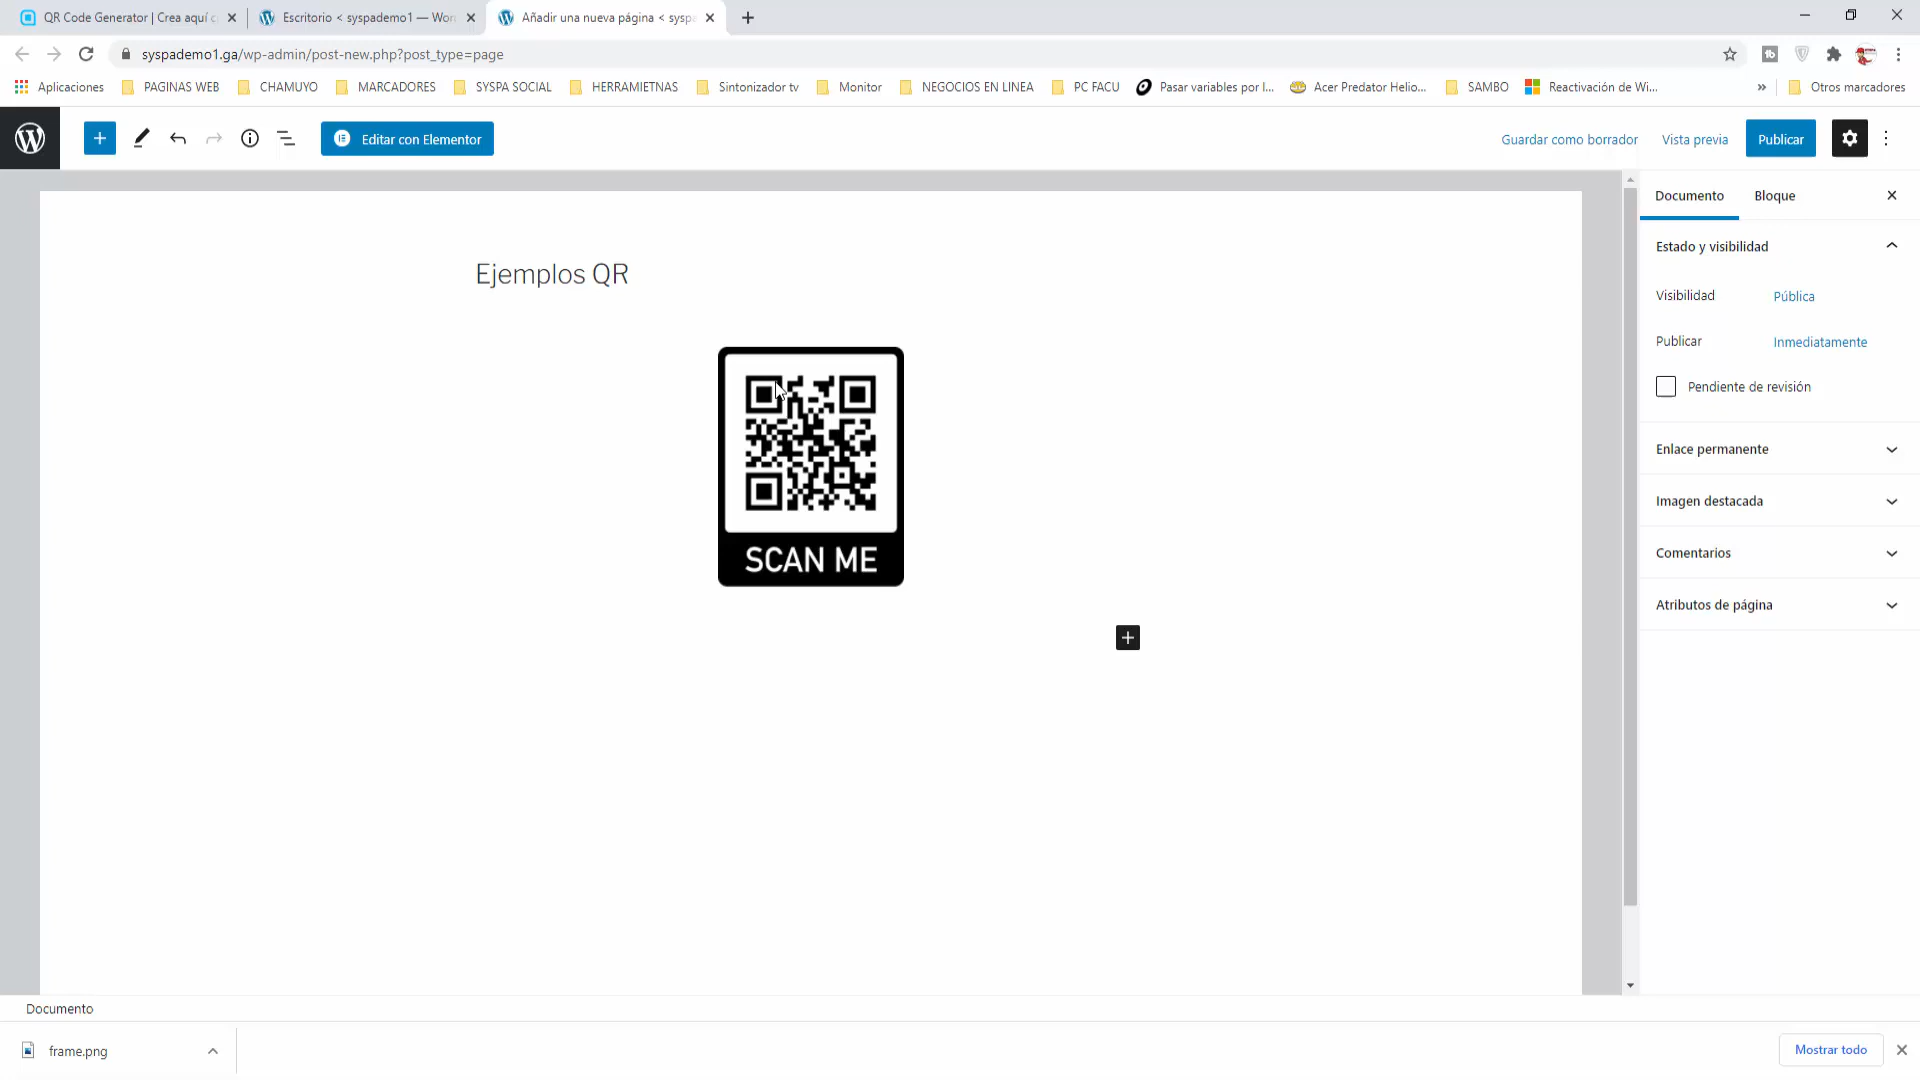 QR Code Generator | Crea aquí c
Escritorio < syspademo1 — Wor
Añadir una nueva página < sysp
syspademo1.ga/wp-admin/post-new.php?post_type=page
Aplicaciones
PAGINAS WEB
CHAMUYO
MARCADORES
SYSPA SOCIAL
HERRAMIETNAS
Sintonizador tv
Monitor
NEGOCIOS EN LINEA
PC FACU
Pasar variables por l...
Acer Predator Helio...
SAMBO
Reactivación de Wi...
»
Otros marcadores
Editar con Elementor
Guardar como borrador
Vista previa
Publicar
Documento
Bloque
Estado y visibilidad
Visibilidad
Pública
Publicar
Inmediatamente
Pendiente de revisión
Enlace permanente
Imagen destacada
Comentarios
Atributos de página
Ejemplos QR
SCAN ME
Documento
frame.png
Mostrar todo